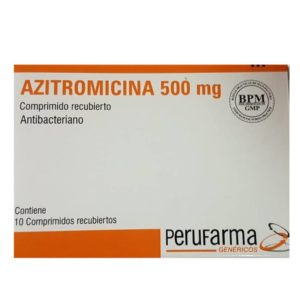 AZITROMICINA 500 mg
Comprimido recubierto
Antibacteriano
BPM
GMP
Contiene
10 Comprimidos recubiertos
PERUFARMA
GENÉRICOS